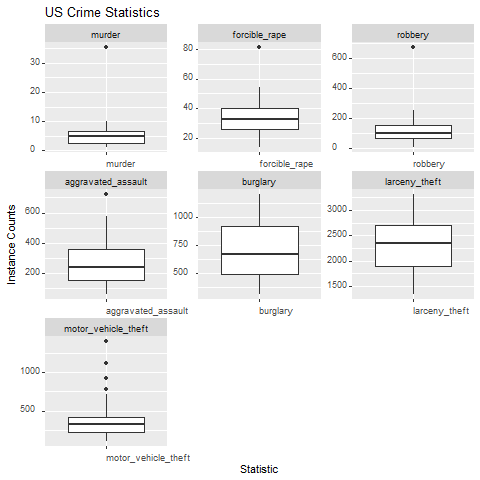 US Crime Statistics
murder
forcible_rape
robbery
30
20
10
0
80
60
40
20
600
400
200
0
murder
forcible_rape
robbery
aggravated_assault
burglary
larceny_theft
600
400
200
1000
750
500
3000
2500
2000
1500
aggravated_assault
burglary
larceny_theft
motor_vehicle_theft
1000
500
motor_vehicle_theft
Instance Counts
Statistic